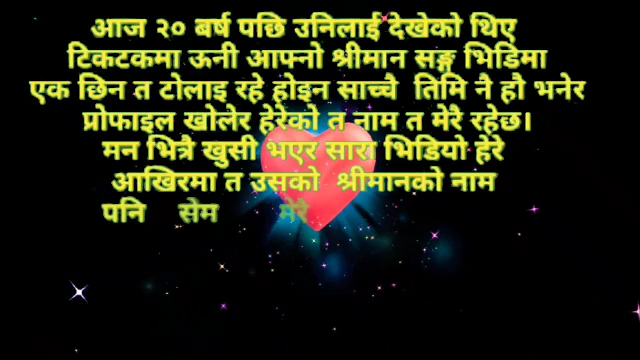 आज २० बर्ष पछि उनिलाई देखेको थिए
टिकटकमा ऊनी आफ्नो श्रीमान सङ्ग भिडिमा
एक छिन त टोलाइ रहे होइन साच्चै तिमि नै हौ भनेर
प्रोफाइल खोलेर हेरेको त नाम त मेरै रहेछ।
मन भित्रै खुसी भएर सारा भिडियो हेरे
आखिरमा त उसको श्रीमानको नाम
पनि सेम मेरै